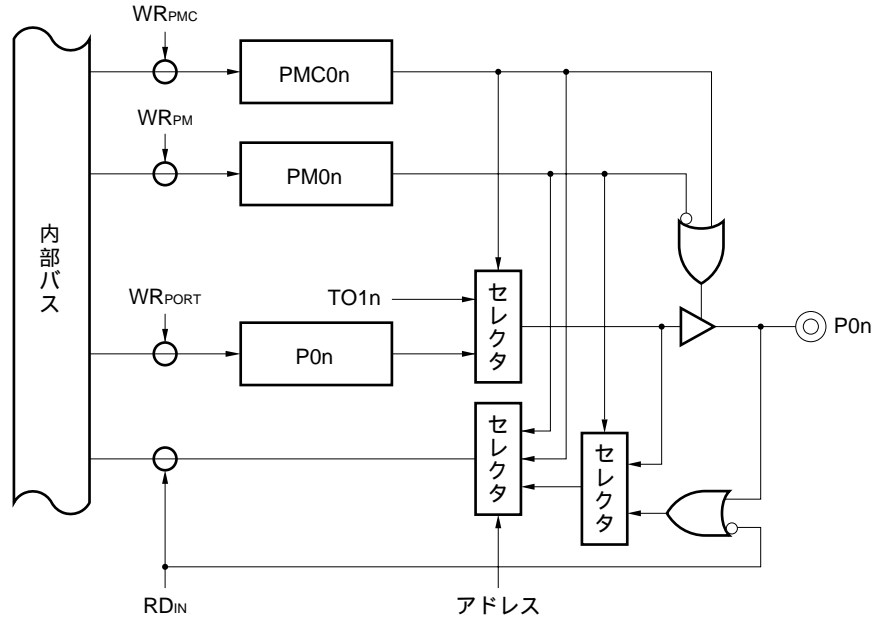 WRPMC
PMC0n
WRPM
PM0n
内部バス
WRPORT
TO1n
セレクタ
P0n
P0n
セレクタ
セレクタ
RDIN
アドレス